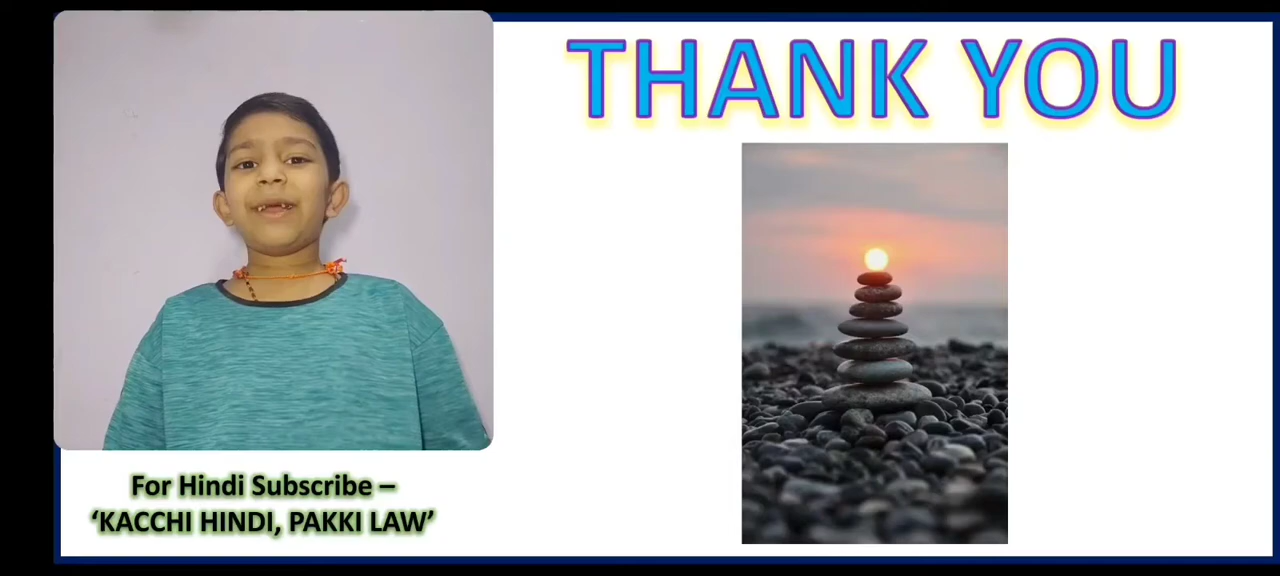 THANK YOU
For Hindi Subscribe –
‘KACCHI HINDI, PAKKI LAW’